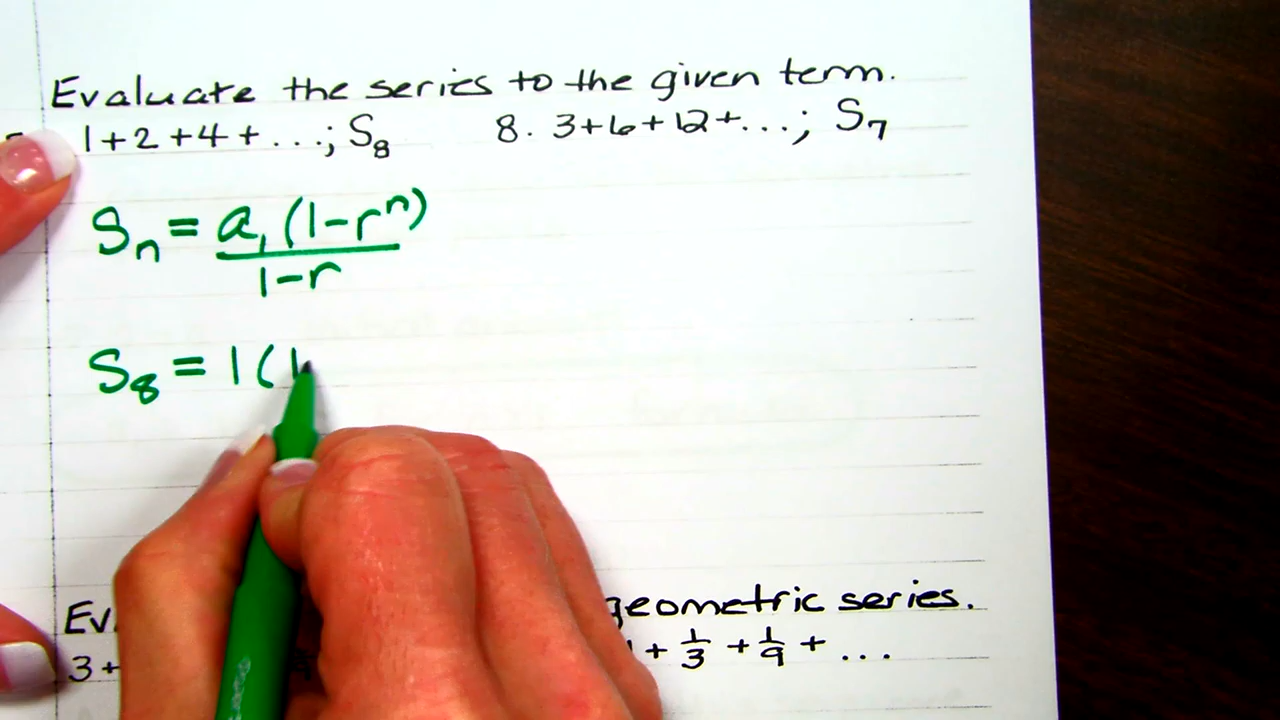 Evaluate the series to the given term.
1+2+4+...; S₈ 8. 3+6+12+...; S₇
Sₙ = a₁(1-rⁿ)
1-r
S₈ = 1(1
geometric series.
3+ + 1/3 + 1/9 + ...